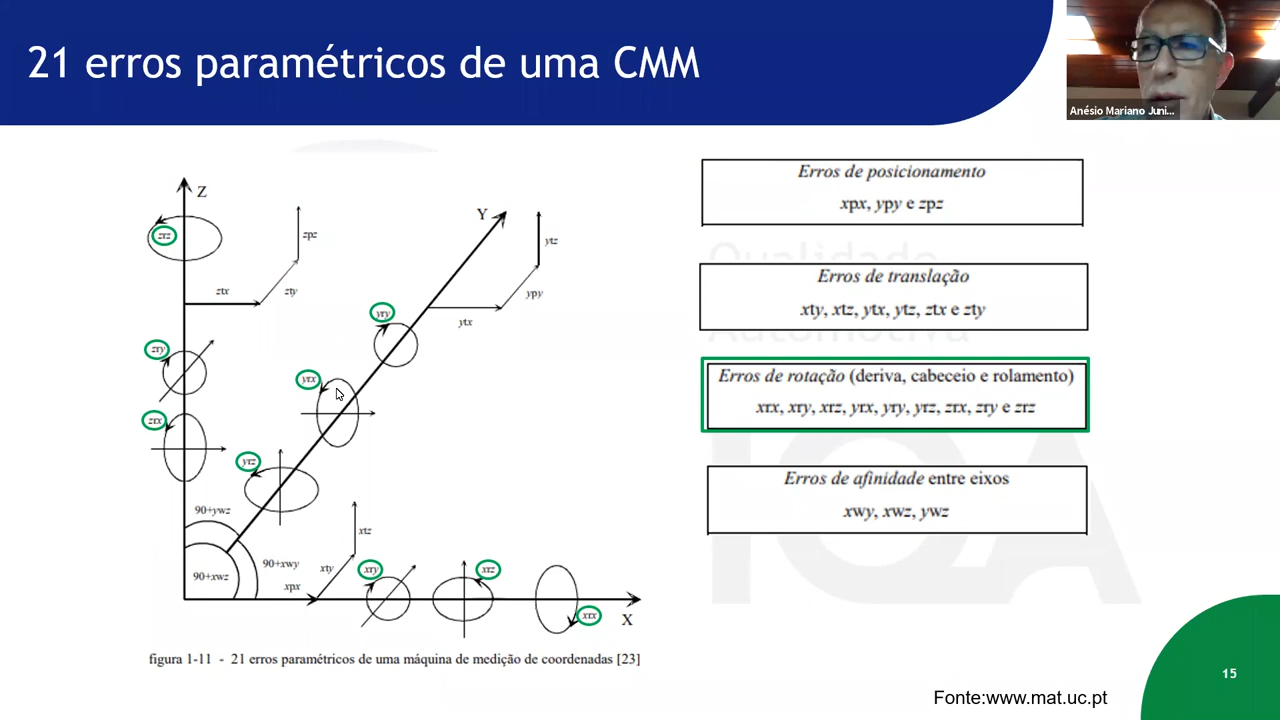 21 erros paramétricos de uma CMM
Anésio Mariano Juni...
Z
zrz
zpz
ztx
zty
Y
ytz
ypy
ytx
yry
zry
yrx
zrx
yrz
90+ywz
90+xwz
90+xwy
xpx
xty
xtz
xry
xrz
xrx
X
figura 1-11 - 21 erros paramétricos de uma máquina de medição de coordenadas [23]
Erros de posicionamento
xpx, ypy e zpz
Erros de translação
xty, xtz, ytx, ytz, ztx e zty
Erros de rotação (deriva, cabeceio e rolamento)
xrx, xry, xrz, yrx, yry, yrz, zrx, zry e zrz
Erros de afinidade entre eixos
xwy, xwz, ywz
Qualidade
Automotiva
IQA
15
Fonte:www.mat.uc.pt